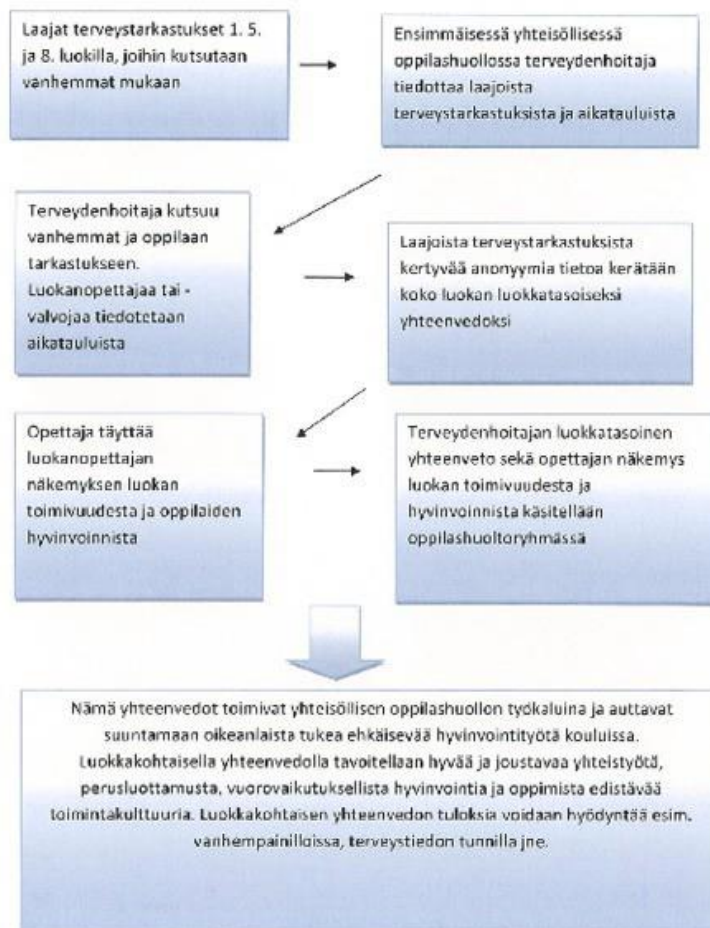 Laajat terveystarkastukset 1. 5.
ja 8. luokilla, joihin kutsutaan
vanhemmat mukaan
Ensimmäisessä yhteisöllisessä
oppilashuollossa terveydenhoitaja
tiedottaa laajoista
terveystarkastuksista ja aikatauluista
Terveydenhoitaja kutsuu
vanhemmat ja oppilaan
tarkastukseen.
Luokanopettajaa tai -
valvojaa tiedotetaan
aikatauluista
Laajoista terveystarkastuksista
kertyvää anonyymia tietoa kerätään
koko luokan luokkatasoiseksi
yhteenvedoksi
Opettaja täyttää
luokanopettajan
näkemyksen luokan
toimivuudesta ja oppilaiden
hyvinvoinnista
Terveydenhoitajan luokkatasoinen
yhteenveto sekä opettajan näkemys
luokan toimivuudesta ja
hyvinvoinnista käsitellään
oppilashuoltoryhmässä
Nämä yhteenvedot toimivat yhteisöllisen oppilashuollon työkaluina ja auttavat
suuntamaan oikeanlaista tukea ehkäisevää hyvinvointityötä kouluissa.
Luokkakohtaisella yhteenvedolla tavoitellaan hyvää ja joustavaa yhteistyötä,
perusluottamusta, vuorovaikutuksellista hyvinvointia ja oppimista edistävää
toimintakulttuuria. Luokkakohtaisen yhteenvedon tuloksia voidaan hyödyntää esim.
vanhempainilloissa, terveystiedon tunnilla jne.